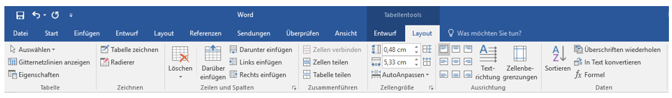 Word Tabellentools
Datei Start Einfügen Entwurf Layout Referenzen Sendungen Überprüfen Ansicht Entwurf Layout Was möchten Sie tun?
Auswählen
Gitternetzlinien anzeigen
Eigenschaften
Tabelle
Tabelle zeichnen
Radierer
Zeichnen
Löschen
Darüber
einfügen
Darunter einfügen
Links einfügen
Rechts einfügen
Zeilen und Spalten
Zellen verbinden
Zellen teilen
Tabelle teilen
Zusammenführen
0,48 cm
5,33 cm
AutoAnpassen
Zellengröße
Text-
richtung
Zellenbe-
grenzungen
Ausrichtung
Sortieren
Überschriften wiederholen
In Text konvertieren
fx Formel
Daten